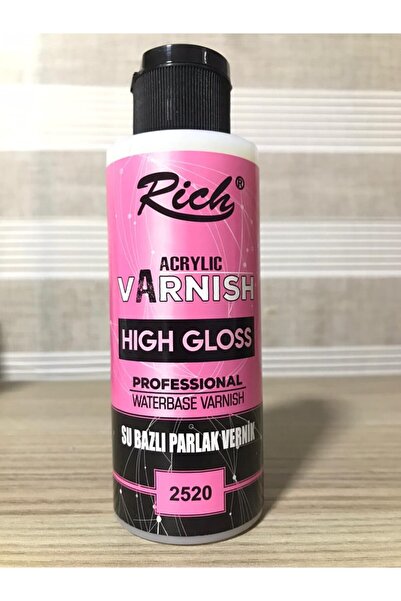 Rich®
ACRYLIC
VARNISH
HIGH GLOSS
PROFESSIONAL
WATERBASE VARNISH
SU BAZLI PARLAK VERNİK
2520